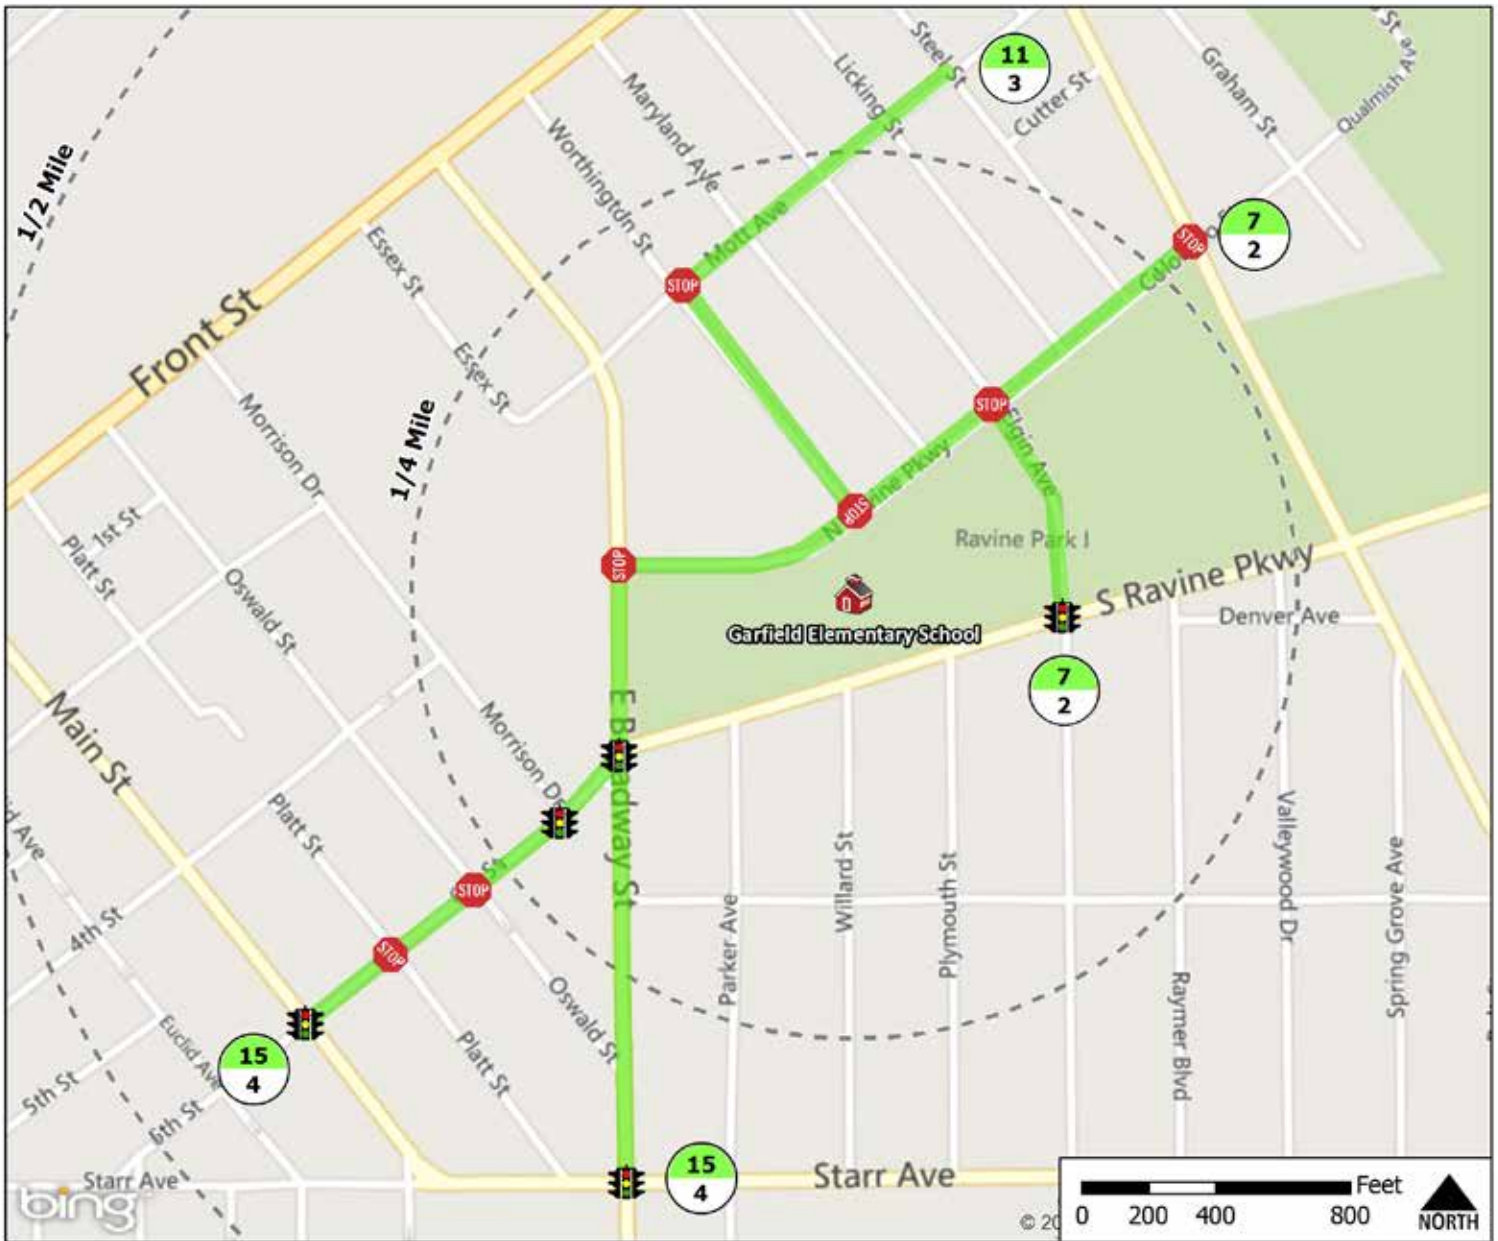 Steel St
11
3
Cutter St
Licking St
Graham St
Qualmish Av
Maryland Ave
Worthingtdn St
1/2 Mile
Mott Ave
STOP
7
2
STOP
Essex St
Front St
Essex St
1/4 Mile
Morrison Dr
STOP
Elgin Ave
STOP
Ravine Park I
1st St
Platt St
Oswald St
STOP
S Ravine Pkwy
Denver Ave
Garfield Elementary School
7
2
Main St
Morrison Dr
E Broadway St
Platt St
STOP
Willard St
Plymouth St
Parker Ave
Valleywood Dr
Spring Grove Ave
4th St
STOP
Oswald St
Raymer Blvd
Euclid Ave
15
4
Platt St
5th St
6th St
Starr Ave
15
4
Starr Ave
bing
Feet
0 200 400 800
NORTH
© 20